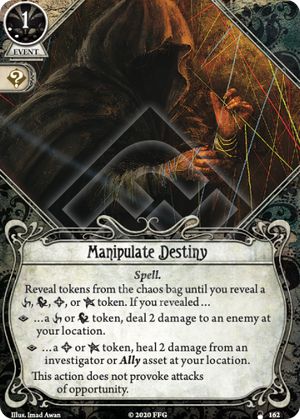 1
EVENT
?
Manipulate Destiny
Spell.
Reveal tokens from the chaos bag until you reveal a
, , , or token. If you revealed ...
...a or token, deal 2 damage to an enemy at
your location.
...a or token, heal 2 damage from an
investigator or Ally asset at your location.
This action does not provoke attacks
of opportunity.
Illus. Imad Awan
© 2020 FFG
162